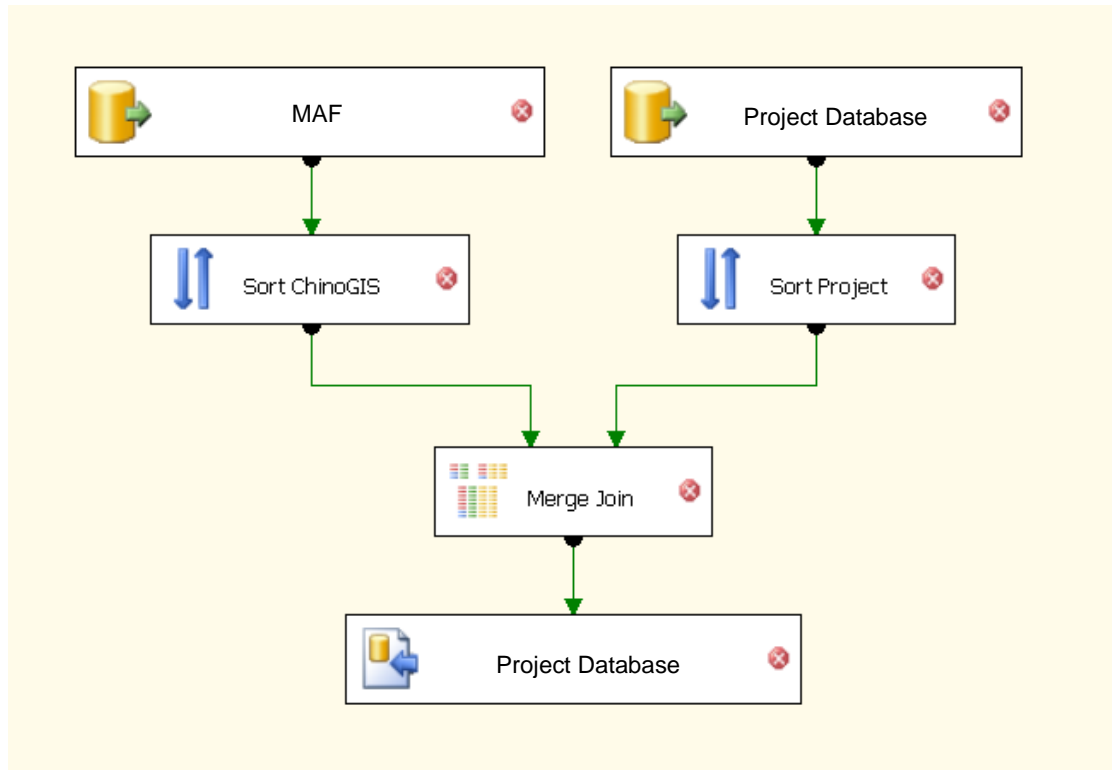 MAF
Project Database
Sort ChinoGIS
Sort Project
Merge Join
Project Database